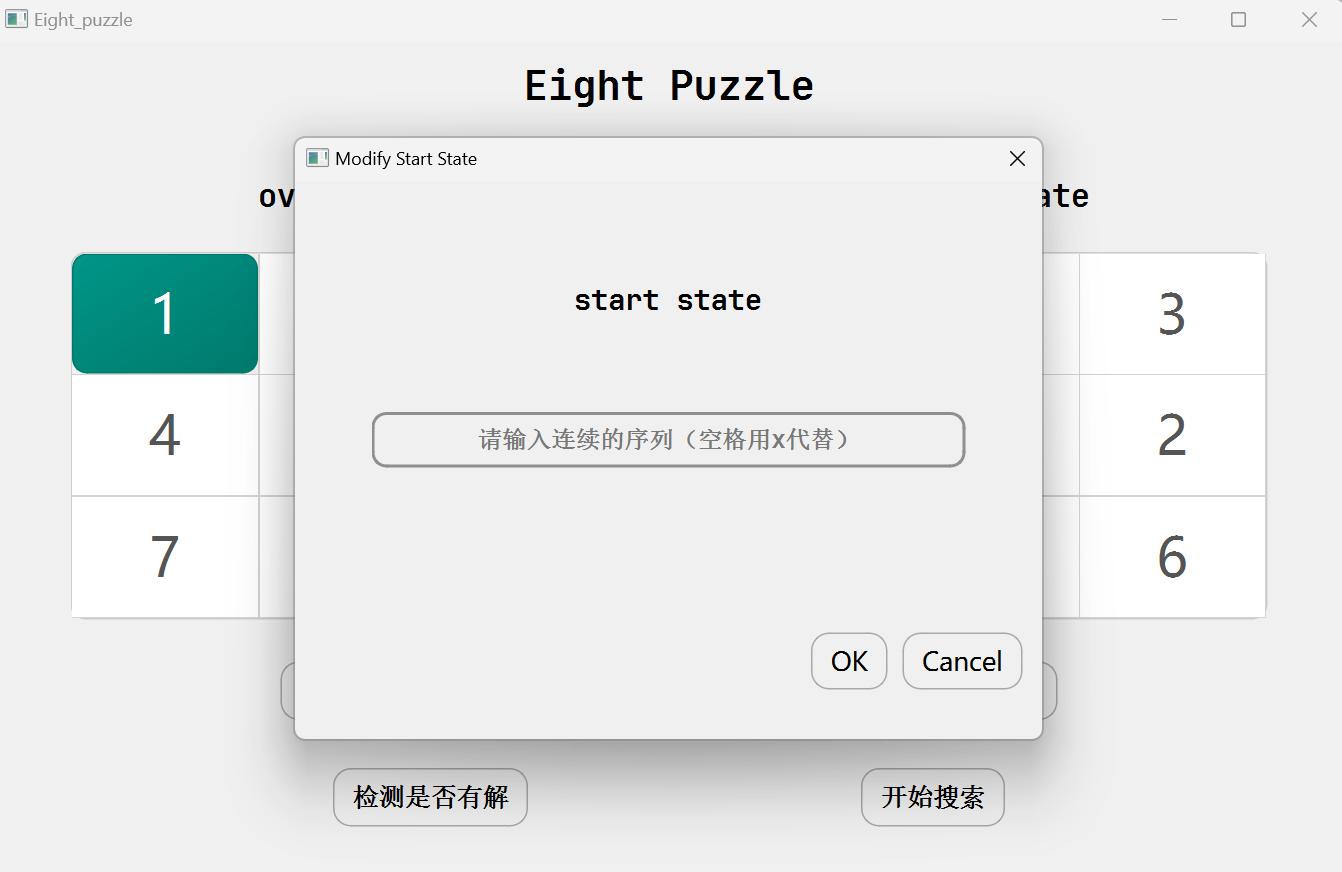 Eight_puzzle
Eight Puzzle
Modify Start State
start state
1
3
4
2
请输入连续的序列（空格用x代替）
7
6
OK
Cancel
检测是否有解
开始搜索